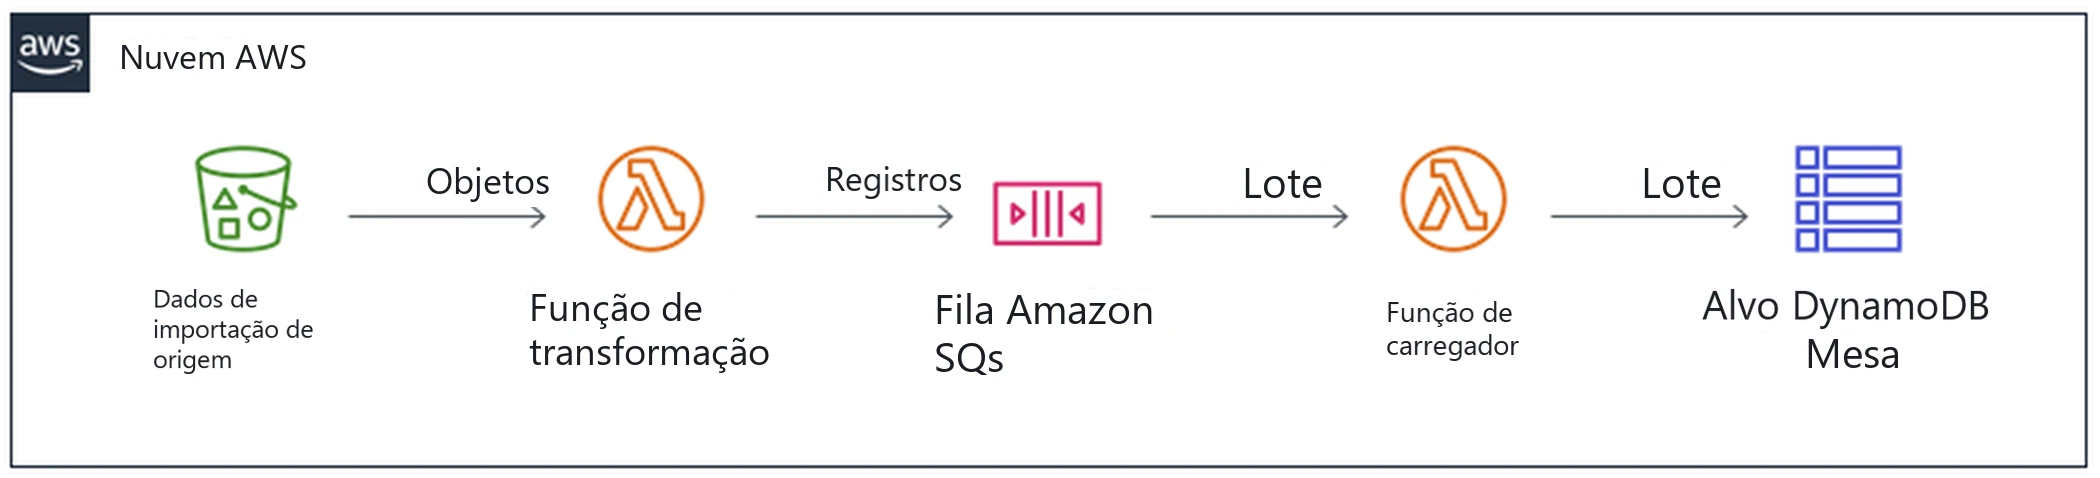 aws
Nuvem AWS
Objetos
Registros
Lote
Lote
Dados de
importação de
origem
Função de
transformação
Fila Amazon
SQs
Função de
carregador
Alvo DynamoDB
Mesa